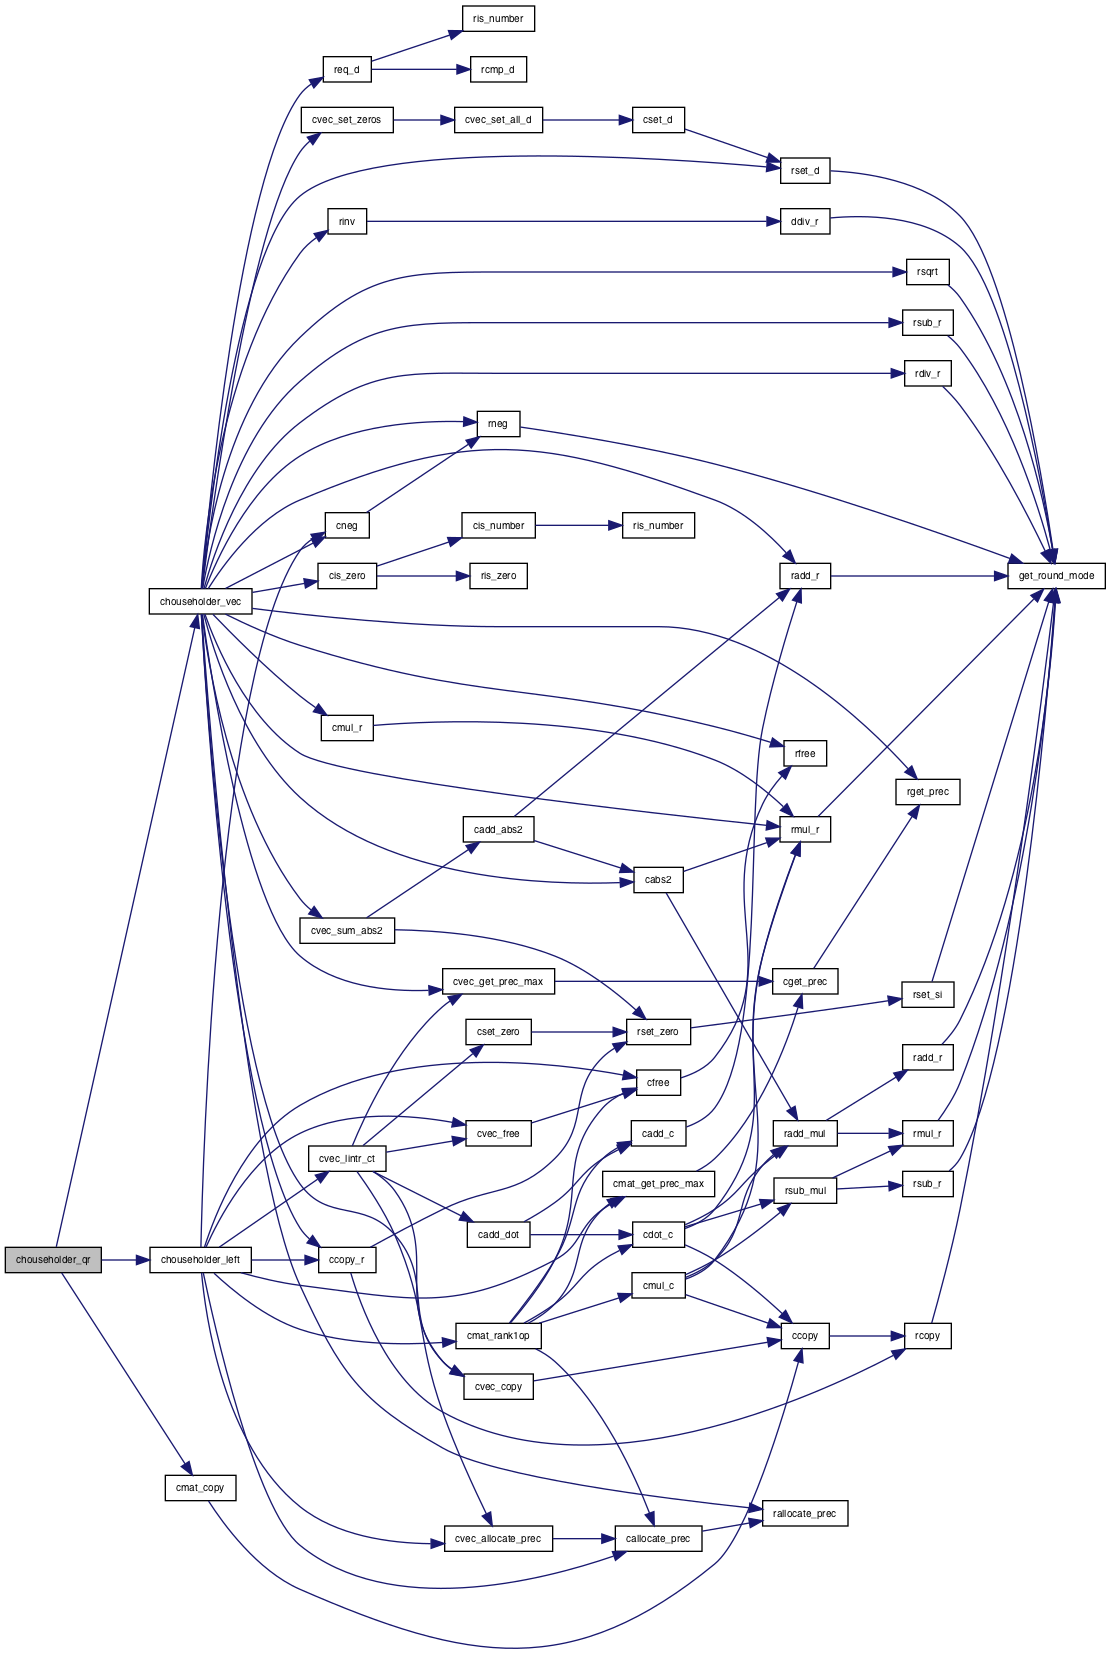 ris_number
req_d
rcmp_d
cvec_set_zeros
cvec_set_all_d
cset_d
rset_d
rinv
ddiv_r
rsqrt
rsub_r
rdiv_r
rneg
cneg
cis_number
ris_number
cis_zero
ris_zero
radd_r
get_round_mode
chouseholder_vec
cmul_r
rfree
rget_prec
cadd_abs2
rmul_r
cabs2
cvec_sum_abs2
cvec_get_prec_max
cget_prec
rset_si
cset_zero
rset_zero
radd_r
cfree
cvec_free
cadd_c
radd_mul
rmul_r
cvec_lintr_ct
cmat_get_prec_max
rsub_mul
rsub_r
cadd_dot
cdot_c
chouseholder_qr
chouseholder_left
ccopy_r
cmul_c
cmat_rank1op
ccopy
rcopy
cvec_copy
cmat_copy
rallocate_prec
cvec_allocate_prec
callocate_prec